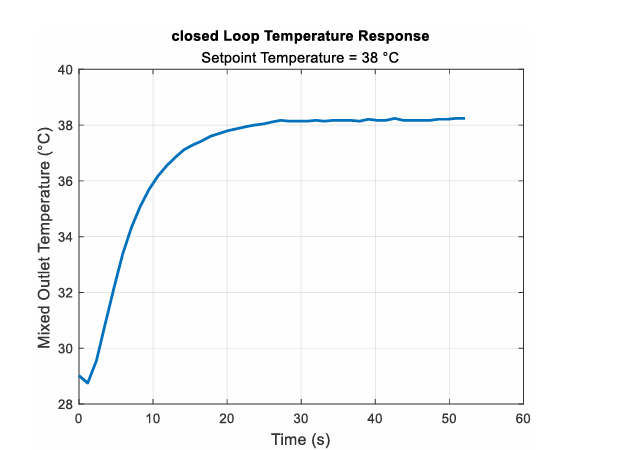 closed Loop Temperature Response
Setpoint Temperature = 38 °C
40
38
36
34
32
30
28
Mixed Outlet Temperature (°C)
0 10 20 30 40 50 60
Time (s)